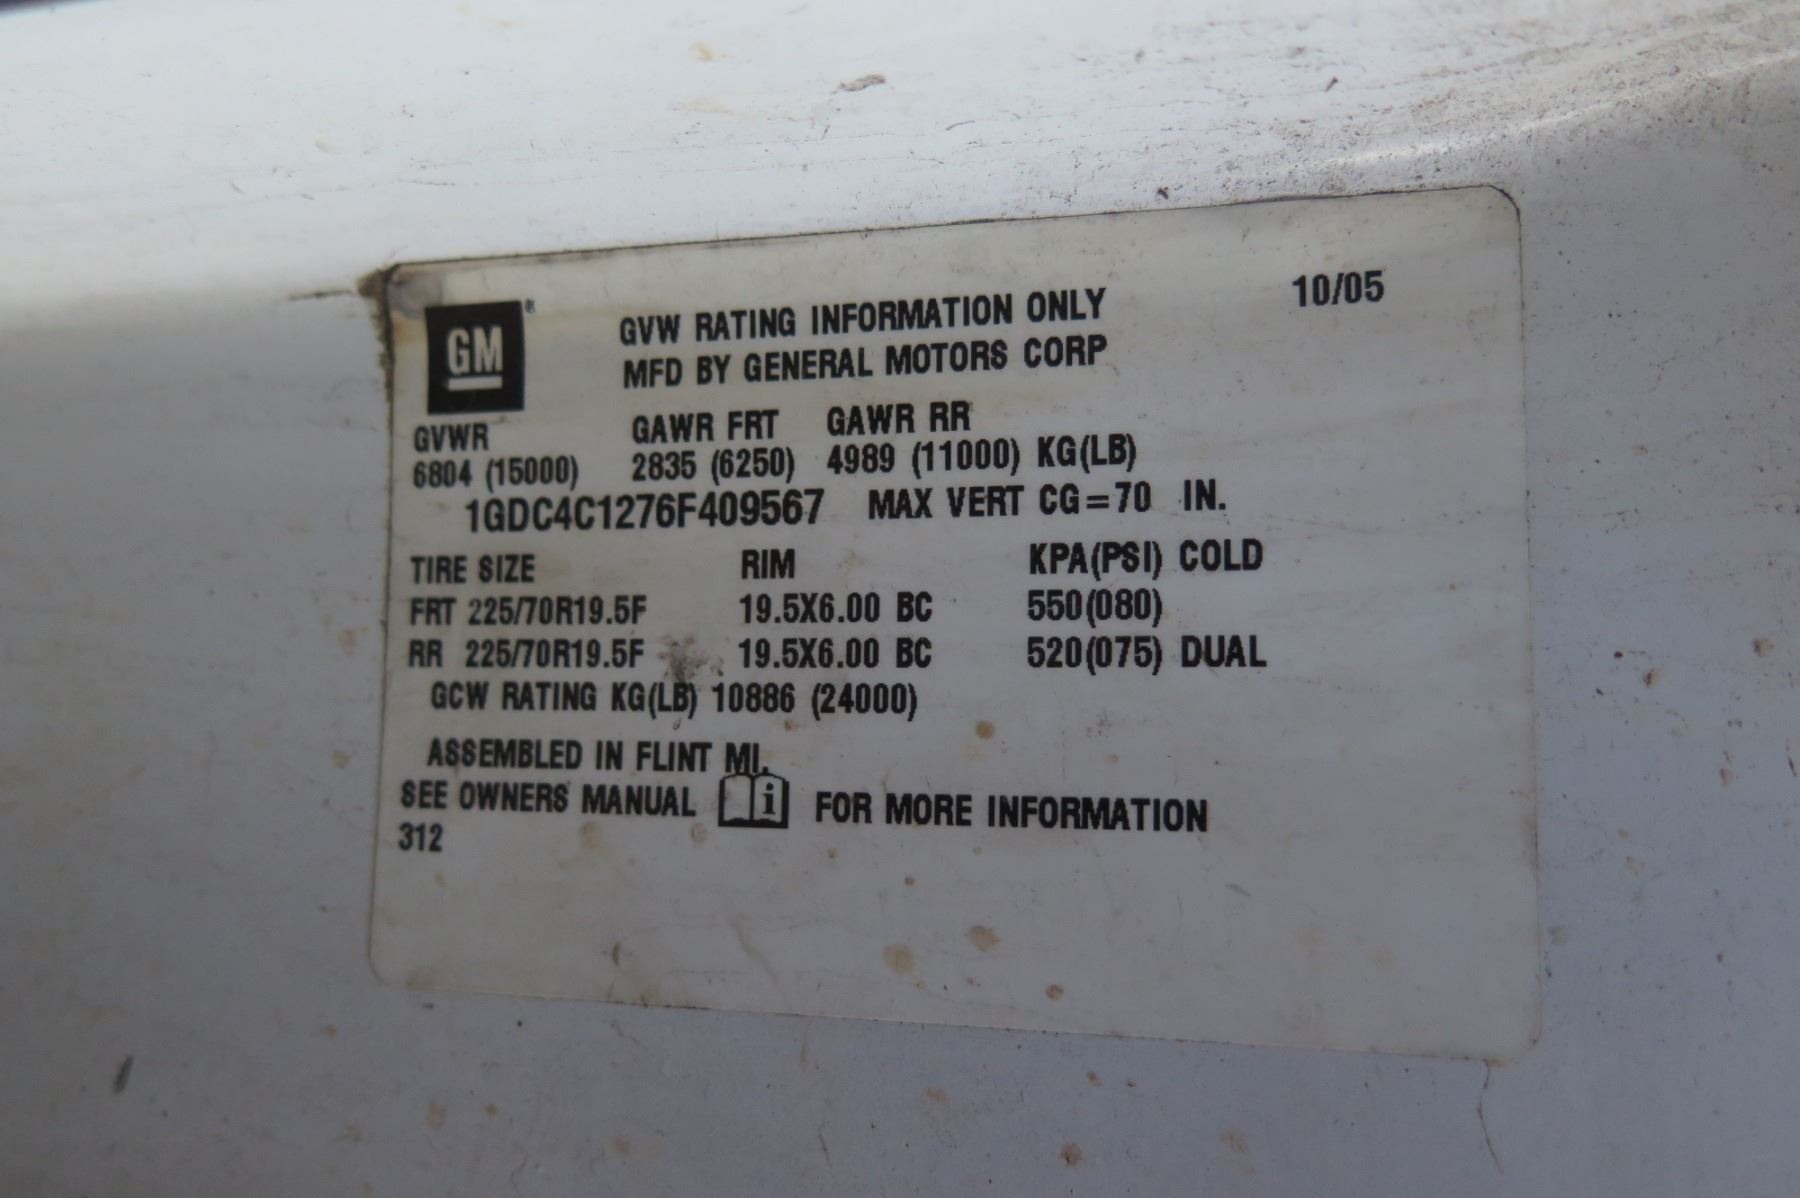 GM®
GVW RATING INFORMATION ONLY 10/05
MFD BY GENERAL MOTORS CORP
GVWR GAWR FRT GAWR RR
6804 (15000) 2835 (6250) 4989 (11000) KG(LB)
1GDC4C1276F409567 MAX VERT CG=70 IN.
TIRE SIZE RIM KPA(PSI) COLD
FRT 225/70R19.5F 19.5X6.00 BC 550(080)
RR 225/70R19.5F 19.5X6.00 BC 520(075) DUAL
GCW RATING KG(LB) 10886 (24000)
ASSEMBLED IN FLINT MI.
SEE OWNERS MANUAL i FOR MORE INFORMATION
312